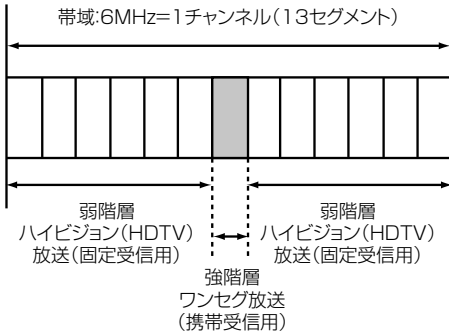 帯域:6MHz=1チャンネル(13セグメント)
弱階層
ハイビジョン(HDTV)
放送(固定受信用)
弱階層
ハイビジョン(HDTV)
放送(固定受信用)
強階層
ワンセグ放送
(携帯受信用)